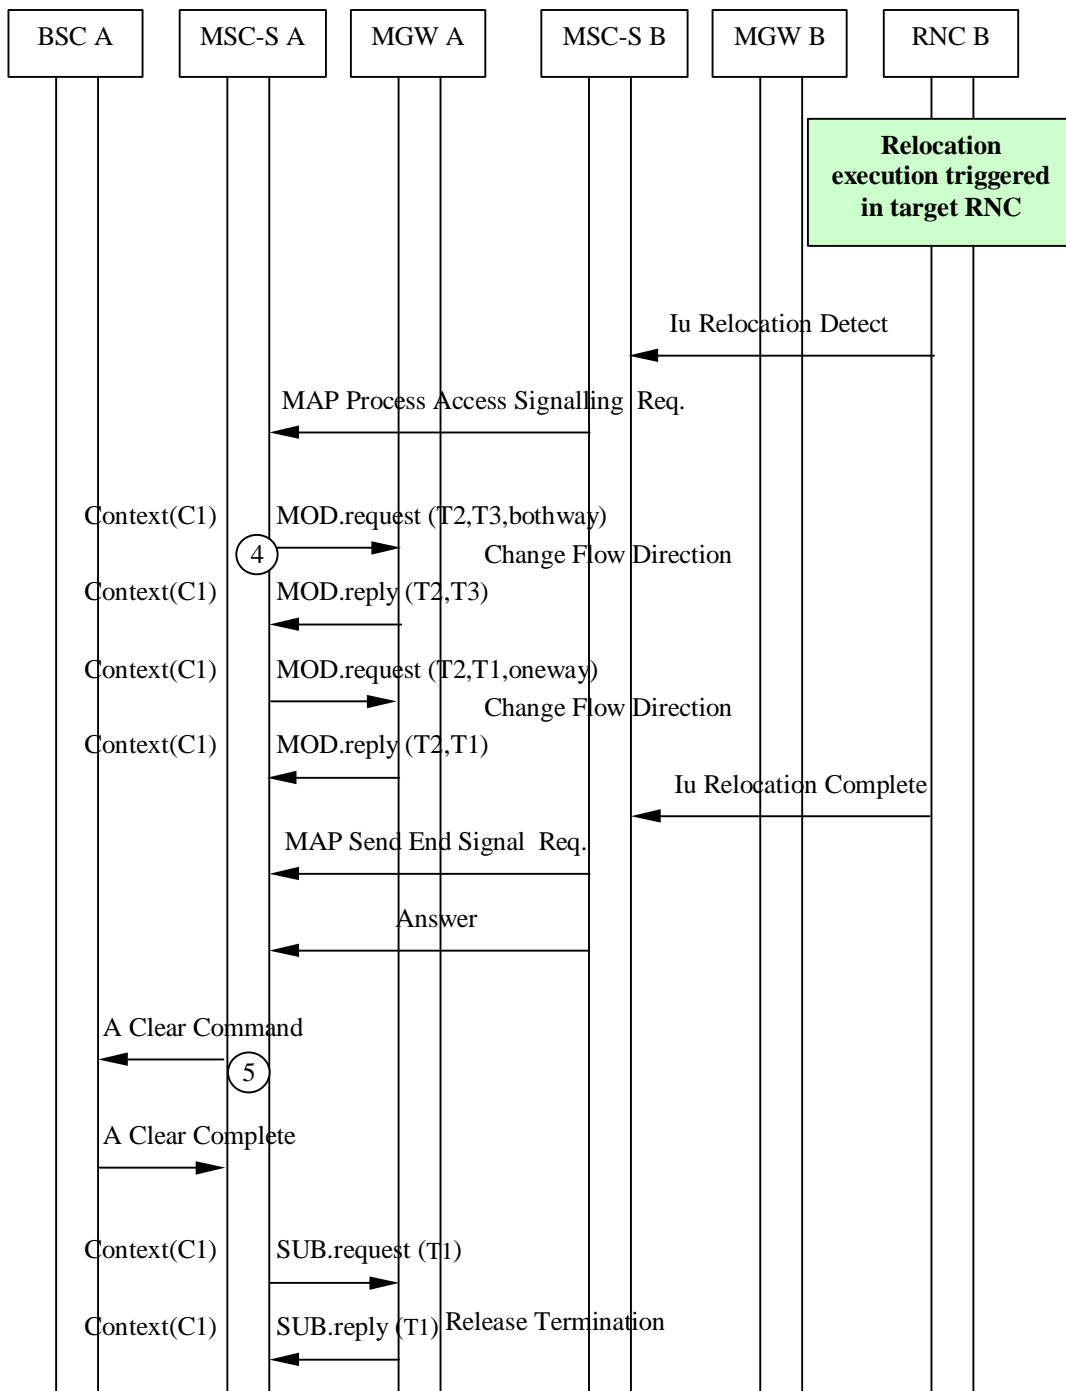 BSC A
MSC-S A
MGW A
MSC-S B
MGW B
RNC B
Relocation
execution triggered
in target RNC
Iu Relocation Detect
MAP Process Access Signalling Req.
Context(C1)
MOD.request (T2,T3,bothway)
4
Change Flow Direction
Context(C1)
MOD.reply (T2,T3)
Context(C1)
MOD.request (T2,T1,oneway)
Change Flow Direction
Context(C1)
MOD.reply (T2,T1)
Iu Relocation Complete
MAP Send End Signal Req.
Answer
A Clear Command
5
A Clear Complete
Context(C1)
SUB.request (T1)
Context(C1)
SUB.reply (T1)
Release Termination